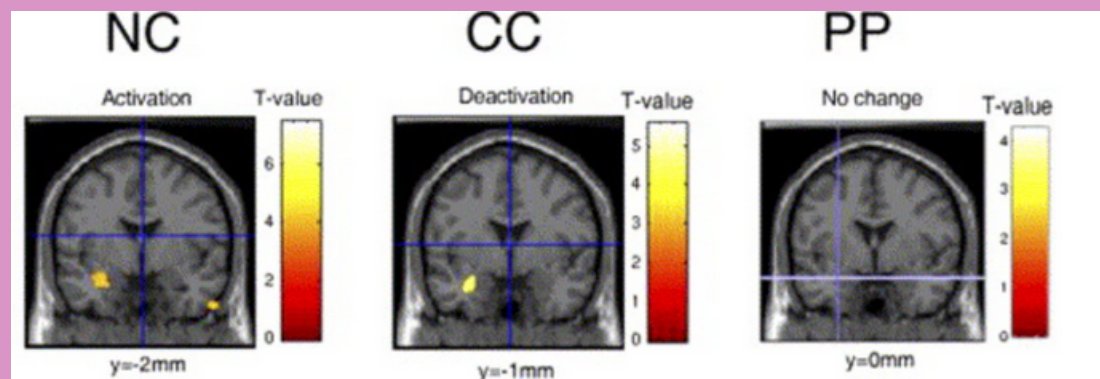 NC CC PP
Activation T-value Deactivation T-value No change T-value
6 4 2 0
5 4 3 2 1 0
4 3 2 1 0
y=-2mm y=-1mm y=0mm